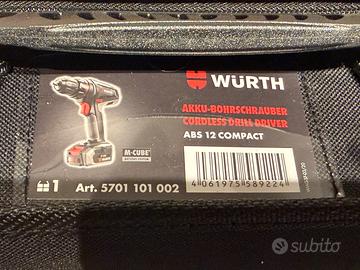 WÜRTH
AKKU-BOHRSCHRAUBER
CORDLESS DRILL DRIVER
ABS 12 COMPACT
M-CUBE
4 061975 589224
1 Art. 5701 101 002
subito